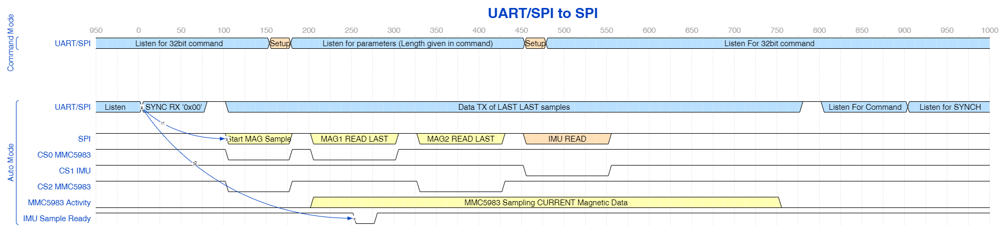 UART/SPI to SPI
950 0 50 100 150 200 250 300 350 400 450 500 550 600 650 700 750 800 850 900 950 1000
Command Mode
UART/SPI Listen for 32bit command Setup Listen for parameters (Length given in command) Setup Listen For 32bit command
Auto Mode
UART/SPI Listen a SYNC RX '0x00' Data TX of LAST LAST samples Listen For Command Listen for SYNCH
t1
SPI Start MAG Sample MAG1 READ LAST MAG2 READ LAST IMU READ
CS0 MMC5983
t2
CS1 IMU
CS2 MMC5983
MMC5983 Activity MMC5983 Sampling CURRENT Magnetic Data
IMU Sample Ready c